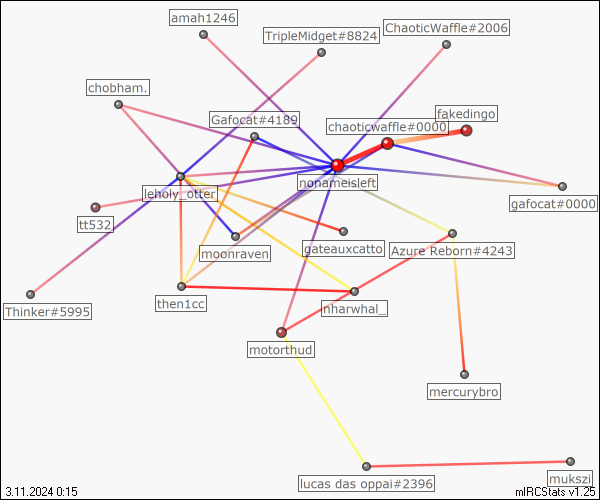 amah1246
ChaoticWaffle#2006
TripleMidget#8824
chobham.
fakedingo
Gafocat#4189
chaoticwaffle#0000
nonameisleft
leholy_otter
gafocat#0000
tt532
moonraven
gateauxcatto
Azure Reborn#4243
then1cc
Thinker#5995
nharwhal_
motorthud
mercurybro
lucas das oppai#2396
mukszi
3.11.2024 0:15
mIRCStats v1.25